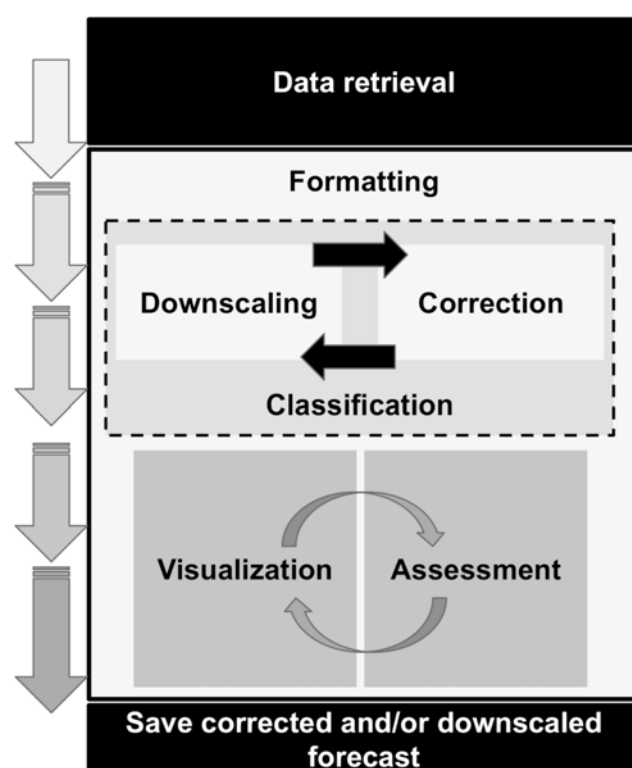 Data retrieval
Formatting
Downscaling
Correction
Classification
Visualization
Assessment
Save corrected and/or downscaled
forecast